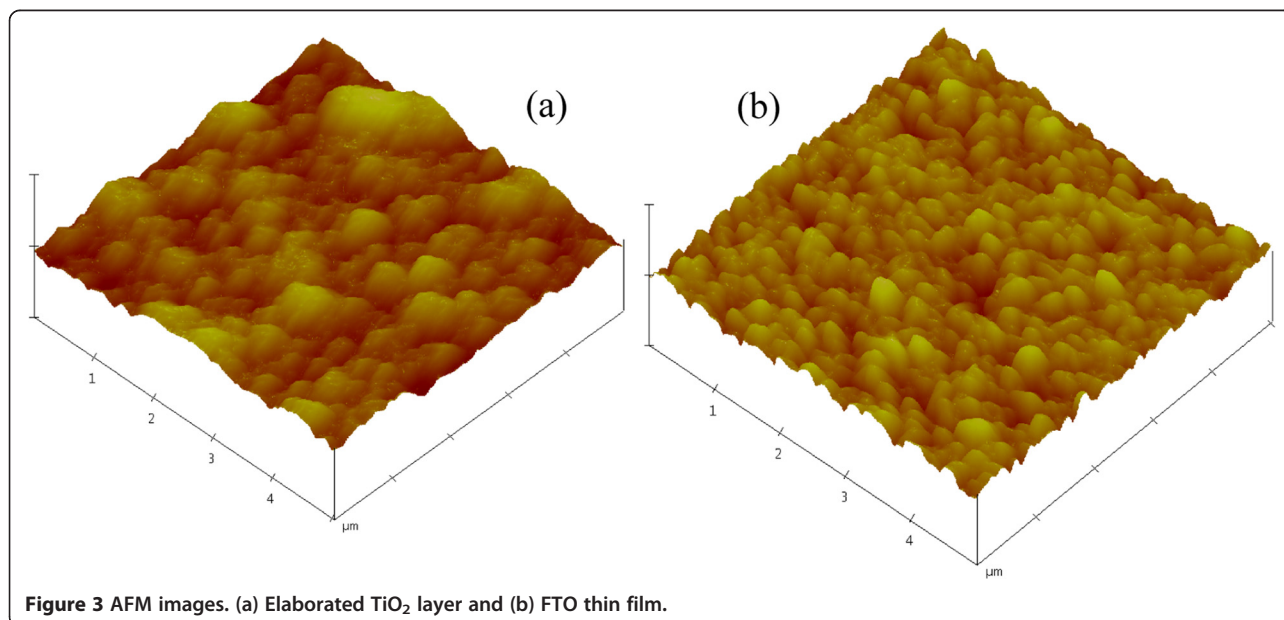 (a)
(b)
1
2
3
4
µm
1
2
3
4
µm
Figure 3 AFM images. (a) Elaborated TiO₂ layer and (b) FTO thin film.